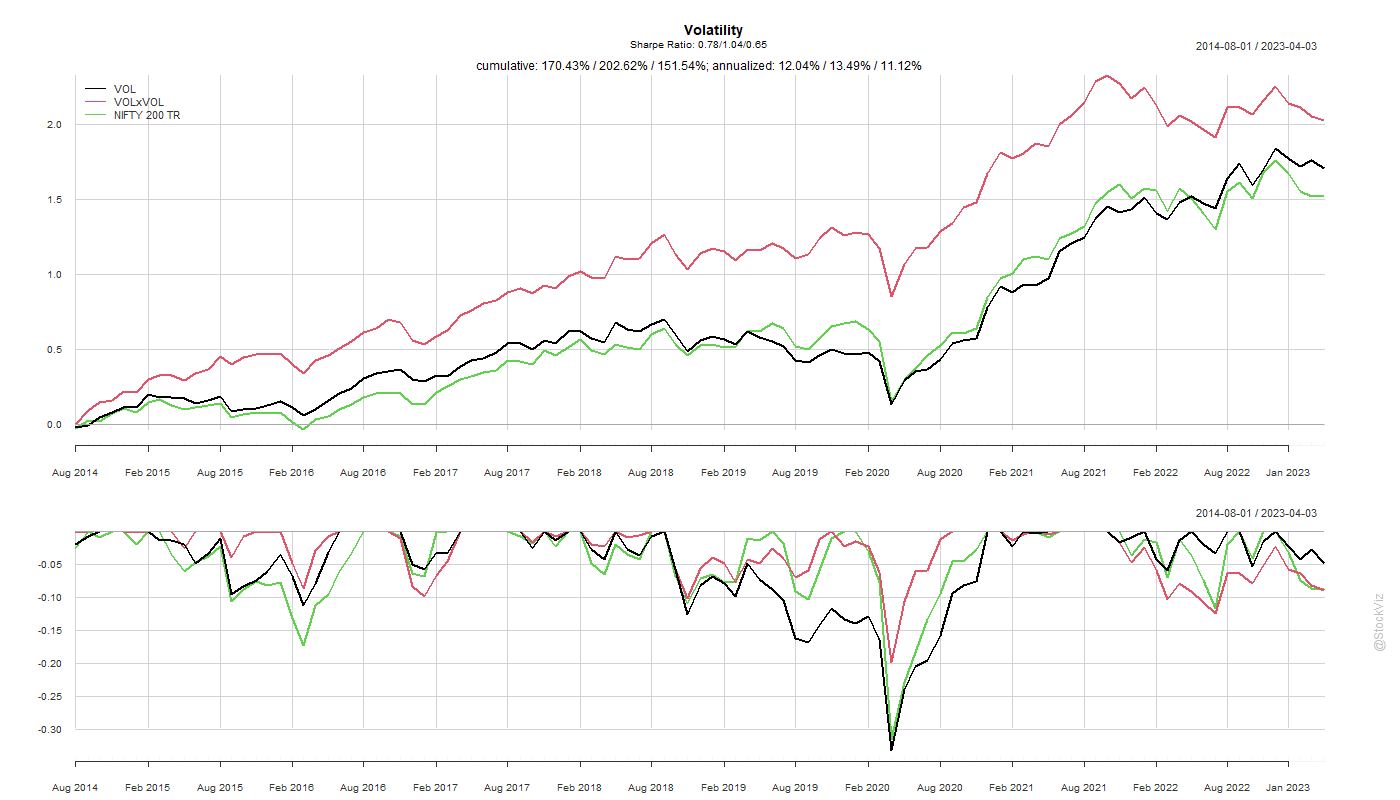 Volatility
Sharpe Ratio: 0.78/1.04/0.65
2014-08-01 / 2023-04-03
cumulative: 170.43% / 202.62% / 151.54%; annualized: 12.04% / 13.49% / 11.12%
VOL
VOLxVOL
NIFTY 200 TR
2.0
1.5
1.0
0.5
0.0
Aug 2014 Feb 2015 Aug 2015 Feb 2016 Aug 2016 Feb 2017 Aug 2017 Feb 2018 Aug 2018 Feb 2019 Aug 2019 Feb 2020 Aug 2020 Feb 2021 Aug 2021 Feb 2022 Aug 2022 Jan 2023
2014-08-01 / 2023-04-03
-0.05
-0.10
-0.15
-0.20
-0.25
-0.30
Aug 2014 Feb 2015 Aug 2015 Feb 2016 Aug 2016 Feb 2017 Aug 2017 Feb 2018 Aug 2018 Feb 2019 Aug 2019 Feb 2020 Aug 2020 Feb 2021 Aug 2021 Feb 2022 Aug 2022 Jan 2023
@StockViz